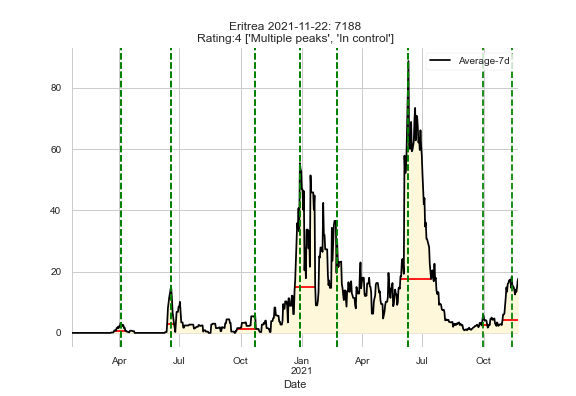 Eritrea 2021-11-22: 7188
Rating:4 ['Multiple peaks', 'In control']
Average-7d
80
60
40
20
0
Apr Jul Oct Jan Apr Jul Oct
2021
Date